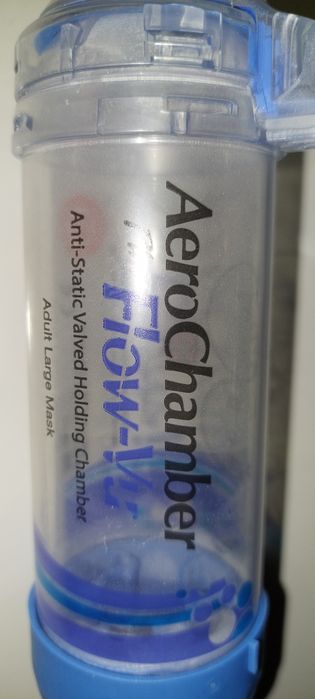 AeroChamber
Flow-Vu
Anti-Static Valved Holding Chamber
Adult Large Mask